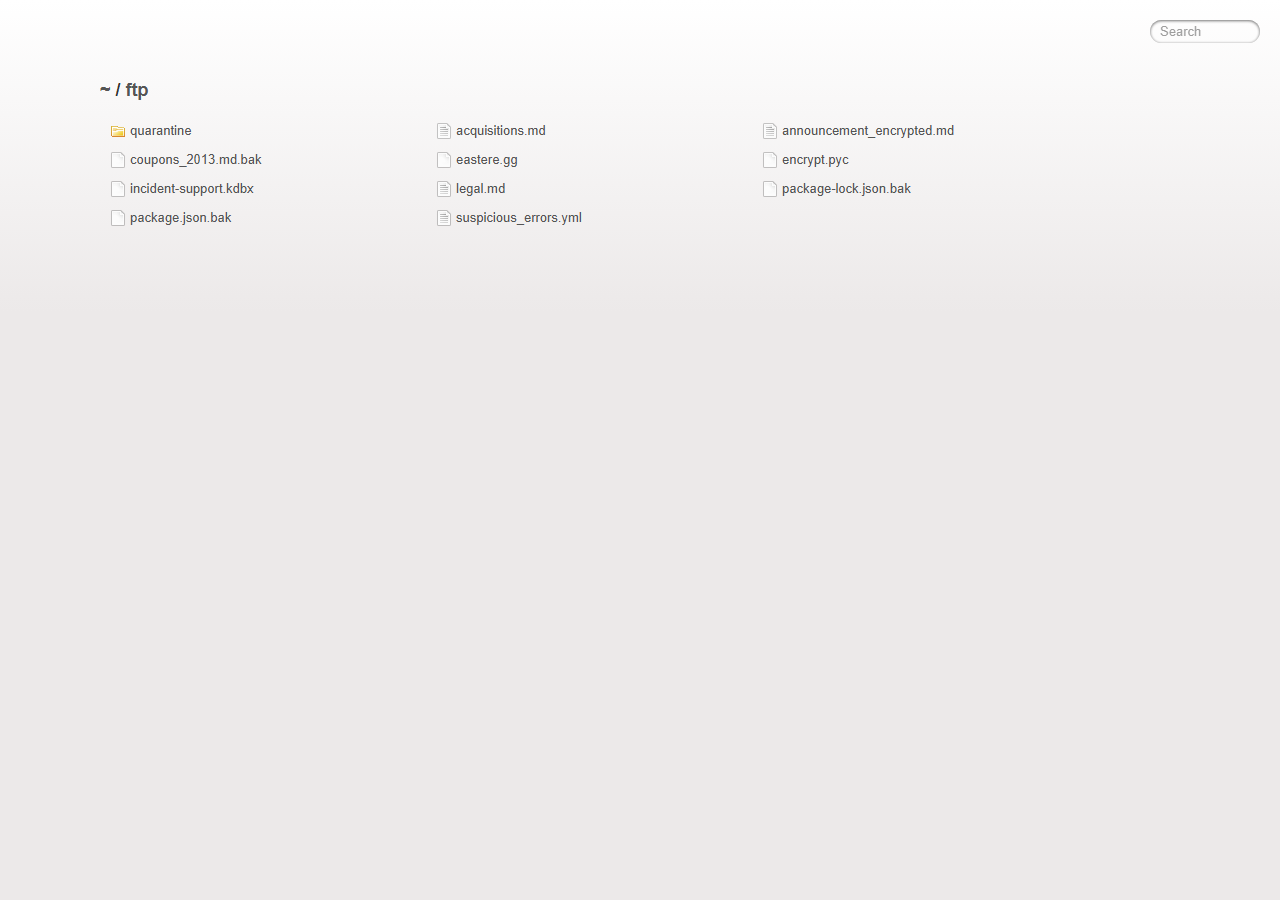 Search
~ / ftp
quarantine acquisitions.md announcement_encrypted.md
coupons_2013.md.bak eastere.gg encrypt.pyc
incident-support.kdbx legal.md package-lock.json.bak
package.json.bak suspicious_errors.yml